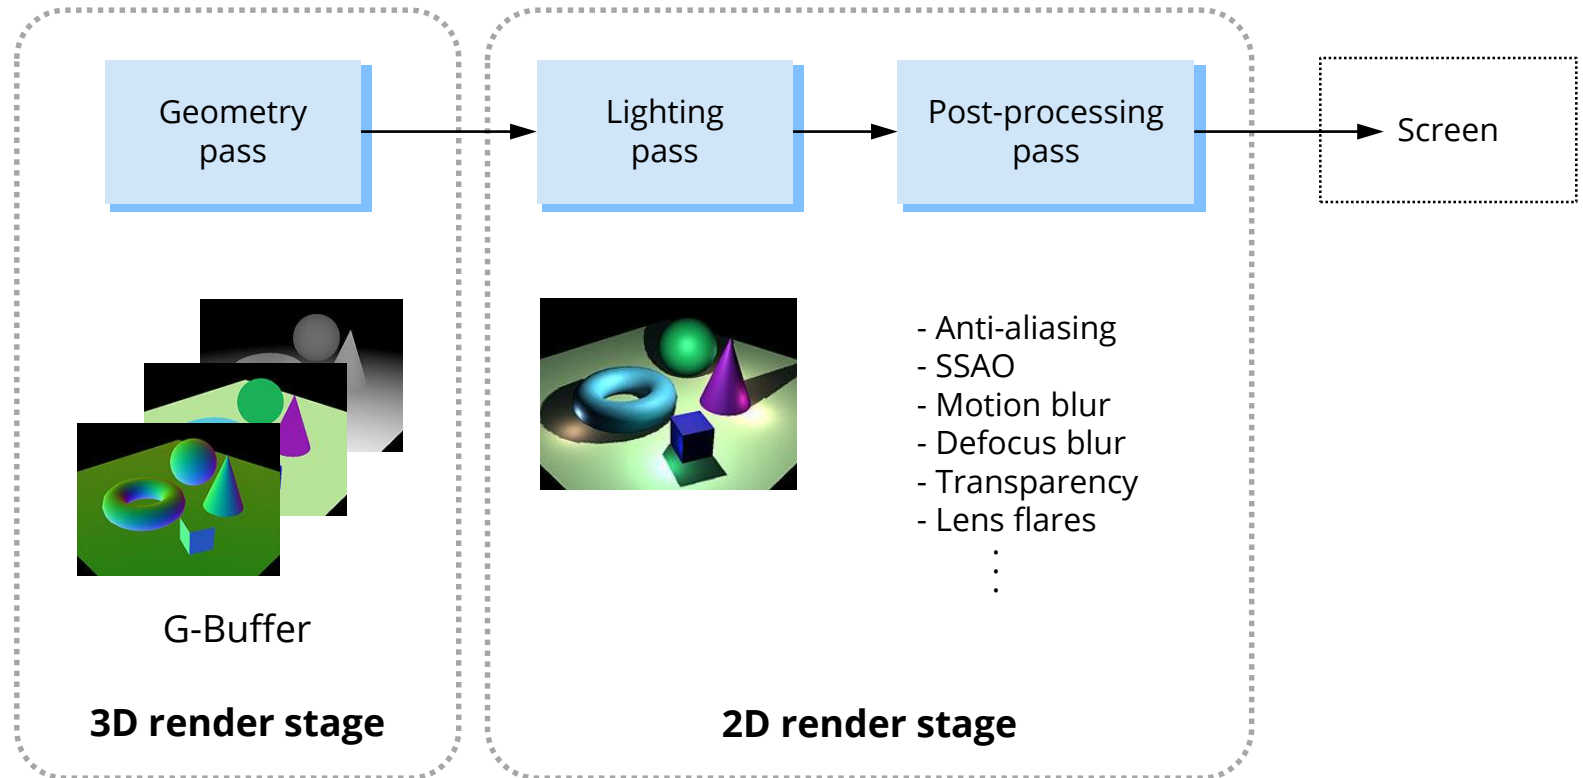 Geometry
pass
Lighting
pass
Post-processing
pass
Screen
- Anti-aliasing
- SSAO
- Motion blur
- Defocus blur
- Transparency
- Lens flares
.
.
.
G-Buffer
3D render stage
2D render stage